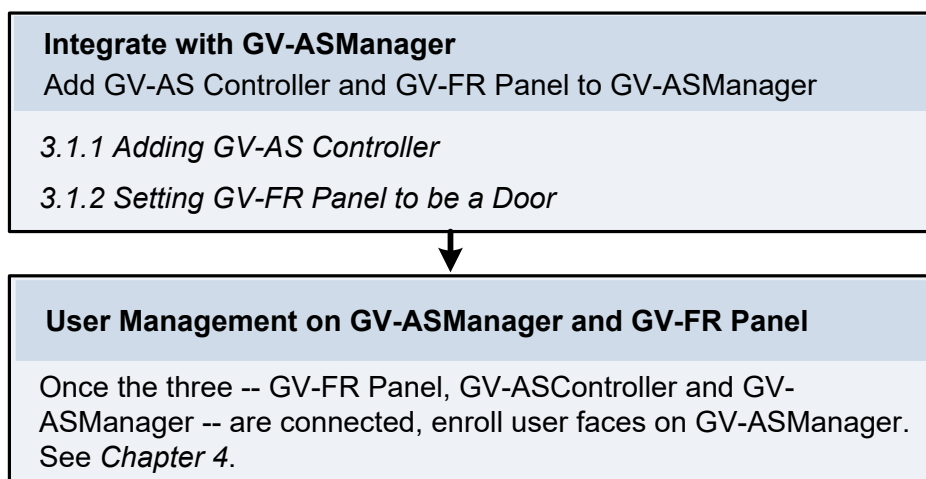 Integrate with GV-ASManager
Add GV-AS Controller and GV-FR Panel to GV-ASManager
3.1.1 Adding GV-AS Controller
3.1.2 Setting GV-FR Panel to be a Door
User Management on GV-ASManager and GV-FR Panel
Once the three -- GV-FR Panel, GV-ASController and GV-
ASManager -- are connected, enroll user faces on GV-ASManager.
See Chapter 4.